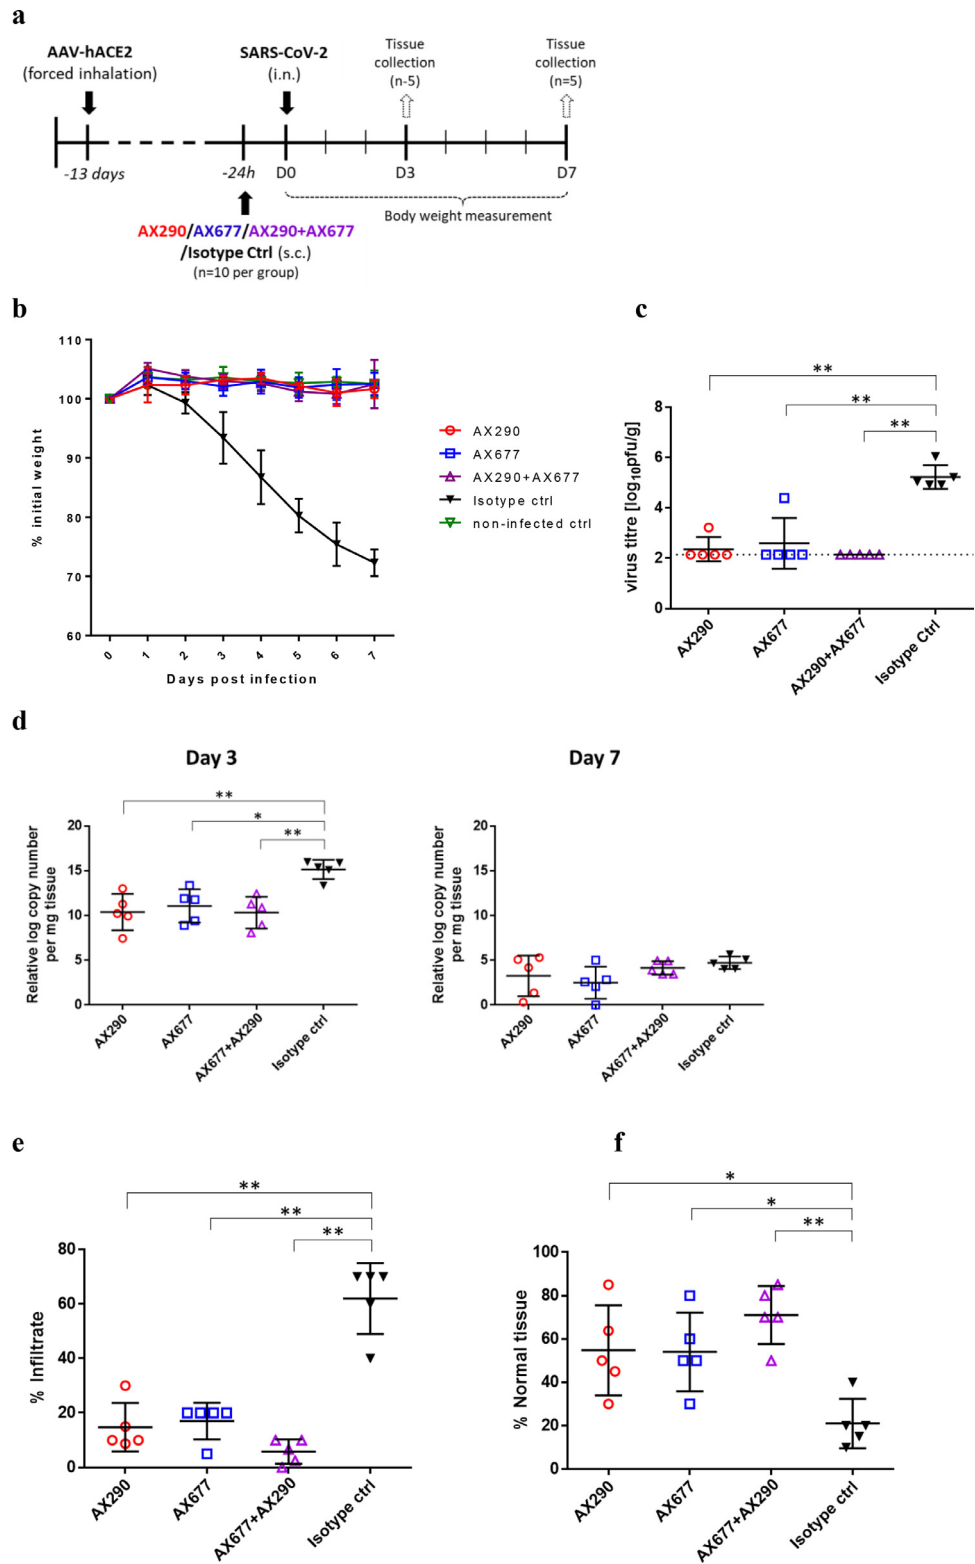 a
AAV-hACE2
(forced inhalation)
SARS-CoV-2
(i.n.)
Tissue
collection
(n-5)
Tissue
collection
(n=5)
-13 days
-24h
D0
D3
D7
Body weight measurement
AX290/AX677/AX290+AX677
/Isotype Ctrl (s.c.)
(n=10 per group)
b
110
100
90
80
70
60
% initial weight
0 1 2 3 4 5 6 7
Days post infection
AX290
AX677
AX290+AX677
Isotype ctrl
non-infected ctrl
c
**
**
**
8
6
4
2
0
virus titre [log10pfu/g]
AX290
AX677
AX290+AX677
Isotype Ctrl
d
Day 3
**
*
**
20
15
10
5
0
Relative log copy number
per mg tissue
AX290
AX677
AX677+AX290
Isotype ctrl
Day 7
20
15
10
5
0
Relative log copy number
per mg tissue
AX290
AX677
AX677+AX290
Isotype ctrl
e
**
**
**
80
60
40
20
0
% Infiltrate
AX290
AX677
AX677+AX290
Isotype ctrl
f
*
*
**
100
80
60
40
20
0
% Normal tissue
AX290
AX677
AX677+AX290
Isotype ctrl